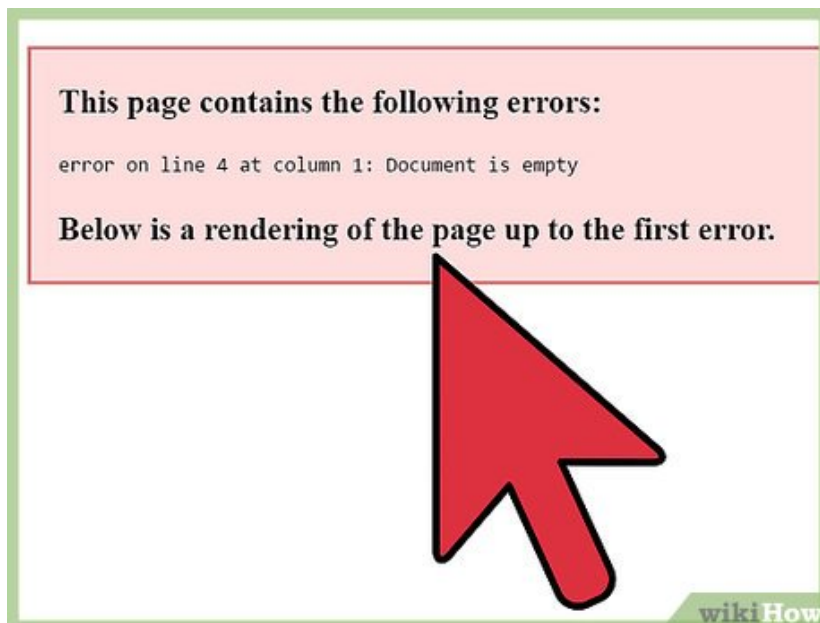 This page contains the following errors:
error on line 4 at column 1: Document is empty
Below is a rendering of the page up to the first error.
wikiHow